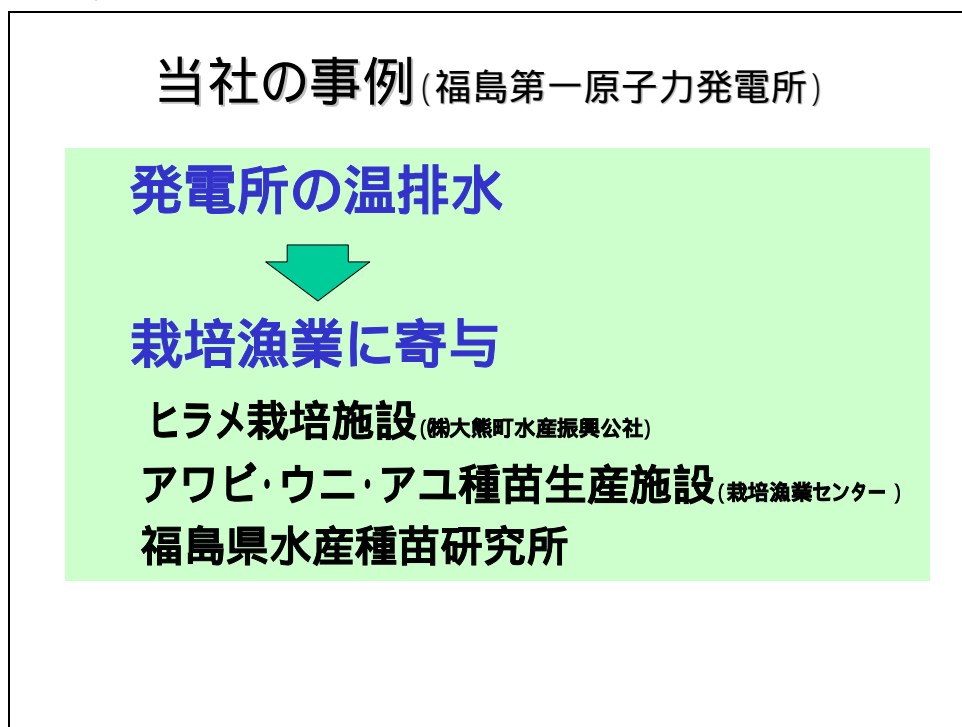 当社の事例(福島第一原子力発電所)
発電所の温排水
栽培漁業に寄与
ヒラメ栽培施設(㈱大熊町水産振興公社)
アワビ・ウニ・アユ種苗生産施設(栽培漁業センター)
福島県水産種苗研究所